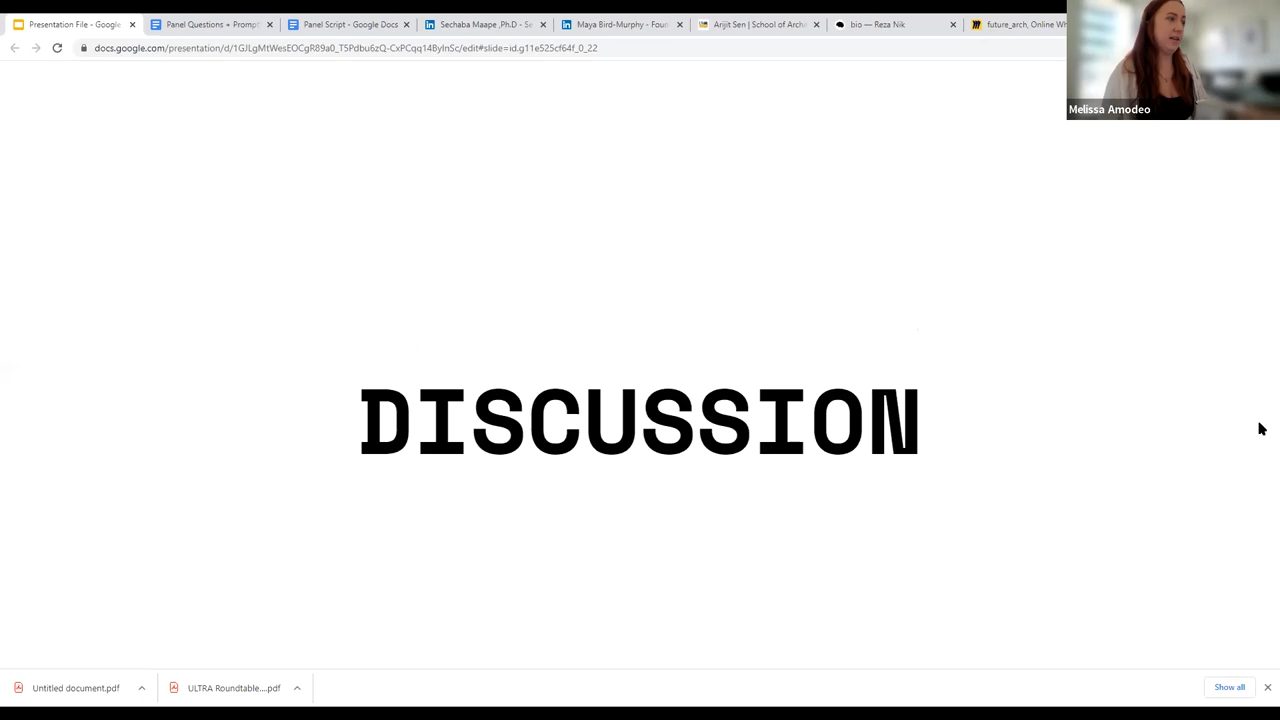 Presentation File - Google
Panel Questions + Prompt
Panel Script - Google Docs
Sechaba Maape ,Ph.D - Se
Maya Bird-Murphy - Foun
Arijit Sen | School of Archi
bio — Reza Nik
future_arch, Online Wh
docs.google.com/presentation/d/1GJLgMtWesEOCgR89a0_T5Pdbu6zQ-CxPCqq14BylnSc/edit#slide=id.g11e525cf64f_0_22
Melissa Amodeo
DISCUSSION
Untitled document.pdf
ULTRA Roundtable....pdf
Show all